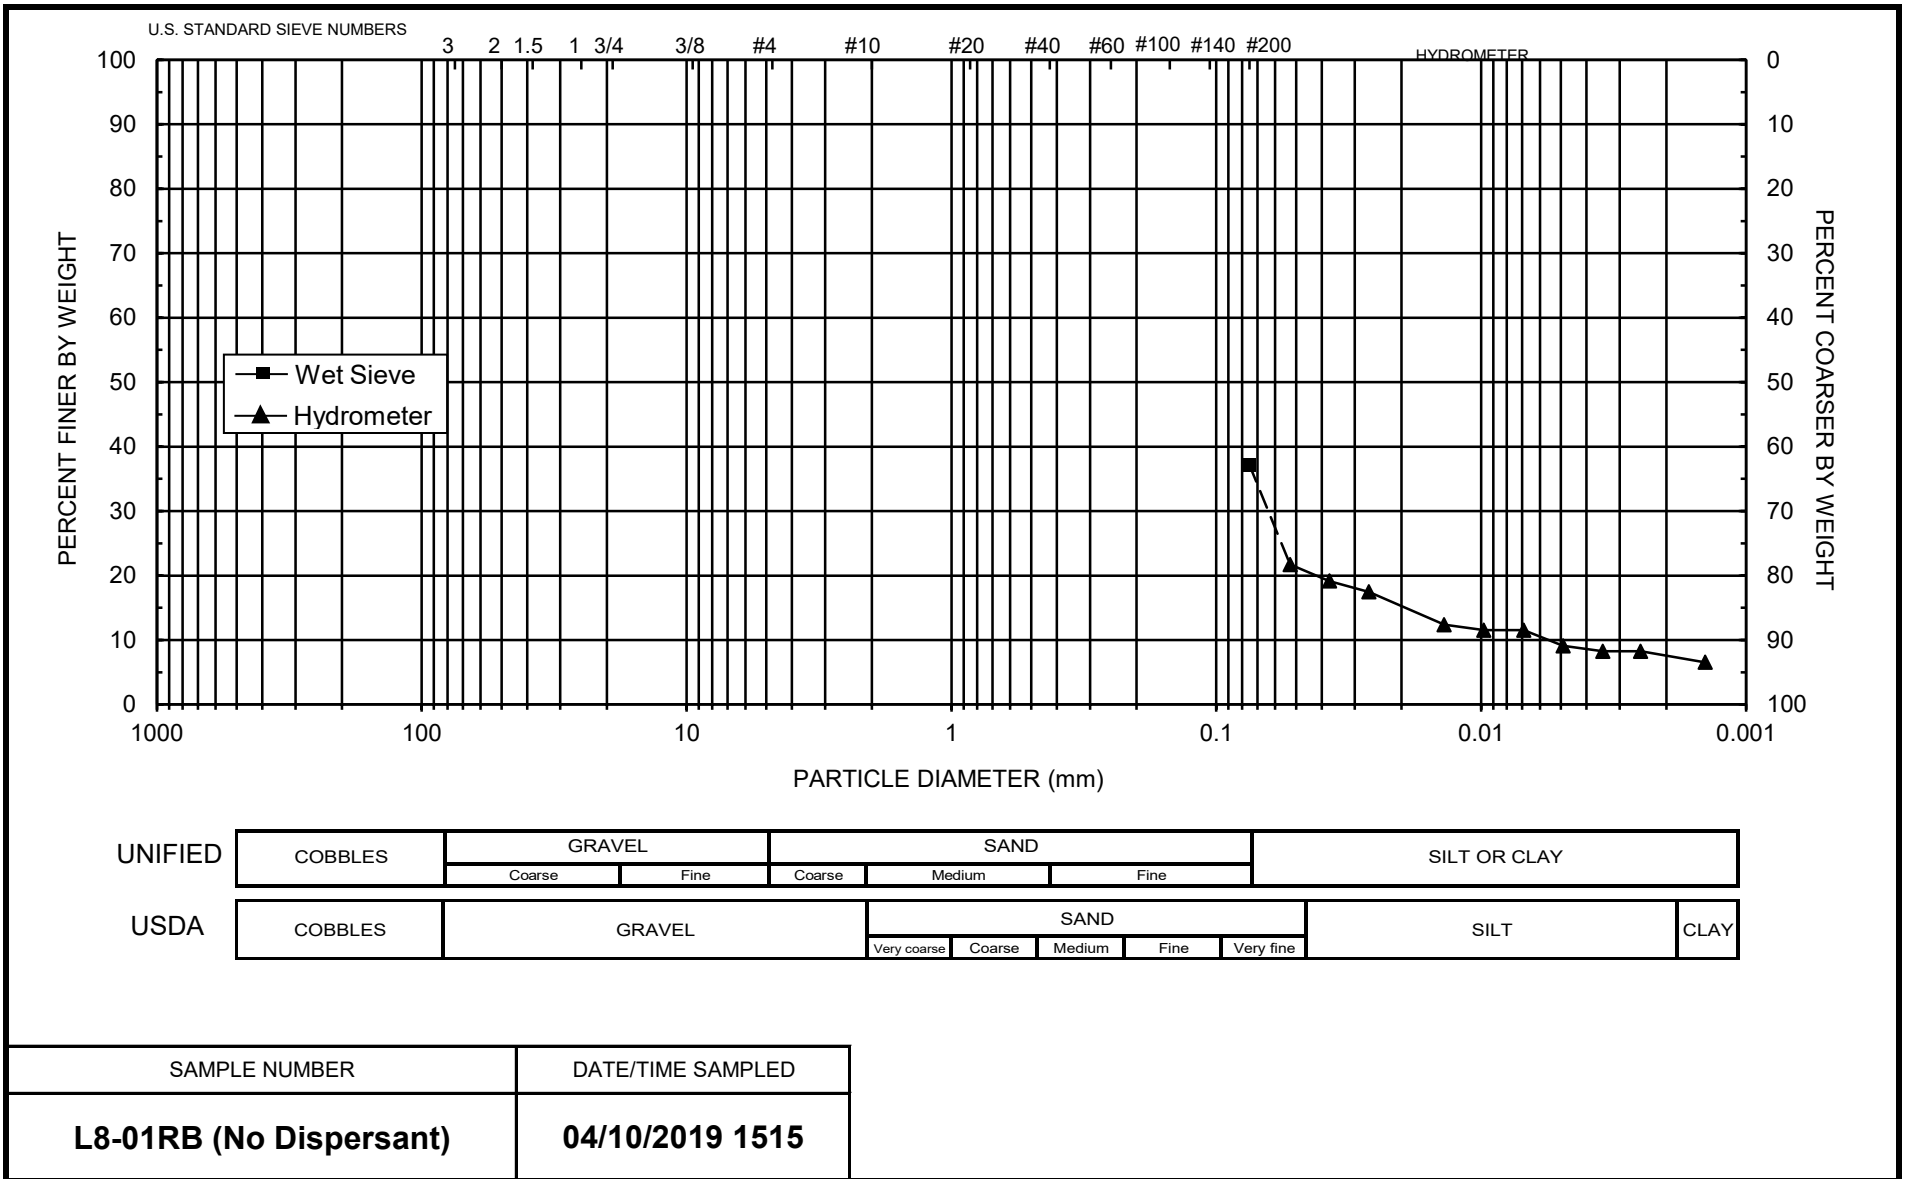 U.S. STANDARD SIEVE NUMBERS
3 2 1.5 1 3/4 3/8 #4 #10 #20 #40 #60 #100 #140 #200
HYDROMETER
100 0
90 10
80 20
70 30
60 40
50 50
40 60
30 70
20 80
10 90
0 100
PERCENT FINER BY WEIGHT
PERCENT COARSER BY WEIGHT
Wet Sieve
Hydrometer
1000 100 10 1 0.1 0.01 0.001
PARTICLE DIAMETER (mm)
UNIFIED
COBBLES GRAVEL SAND SILT OR CLAY
Coarse Fine Coarse Medium Fine
USDA
COBBLES GRAVEL SAND SILT CLAY
Very coarse Coarse Medium Fine Very fine
SAMPLE NUMBER DATE/TIME SAMPLED
L8-01RB (No Dispersant) 04/10/2019 1515